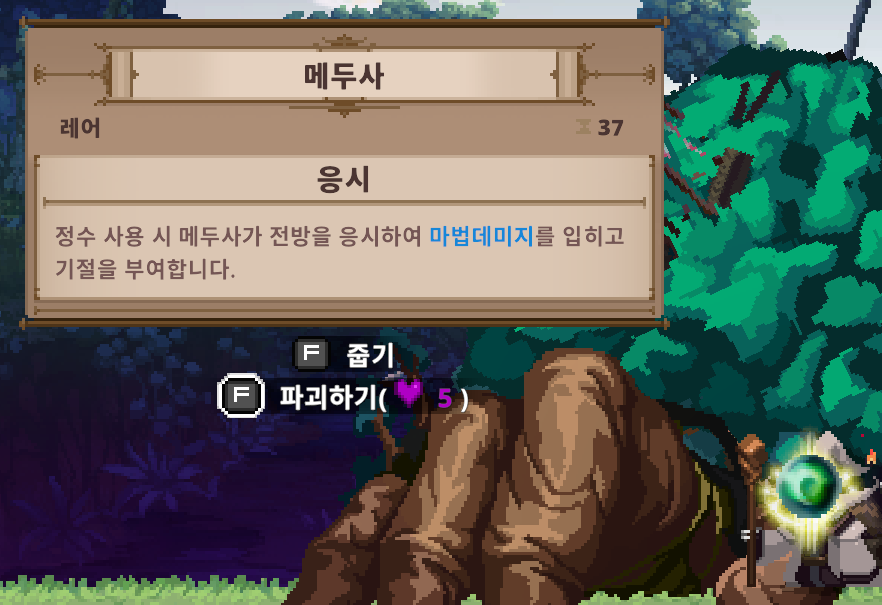 메두사
레어
37
응시
정수 사용 시 메두사가 전방을 응시하여 마법데미지를 입히고
기절을 부여합니다.
F 줍기
F 파괴하기( 5 )